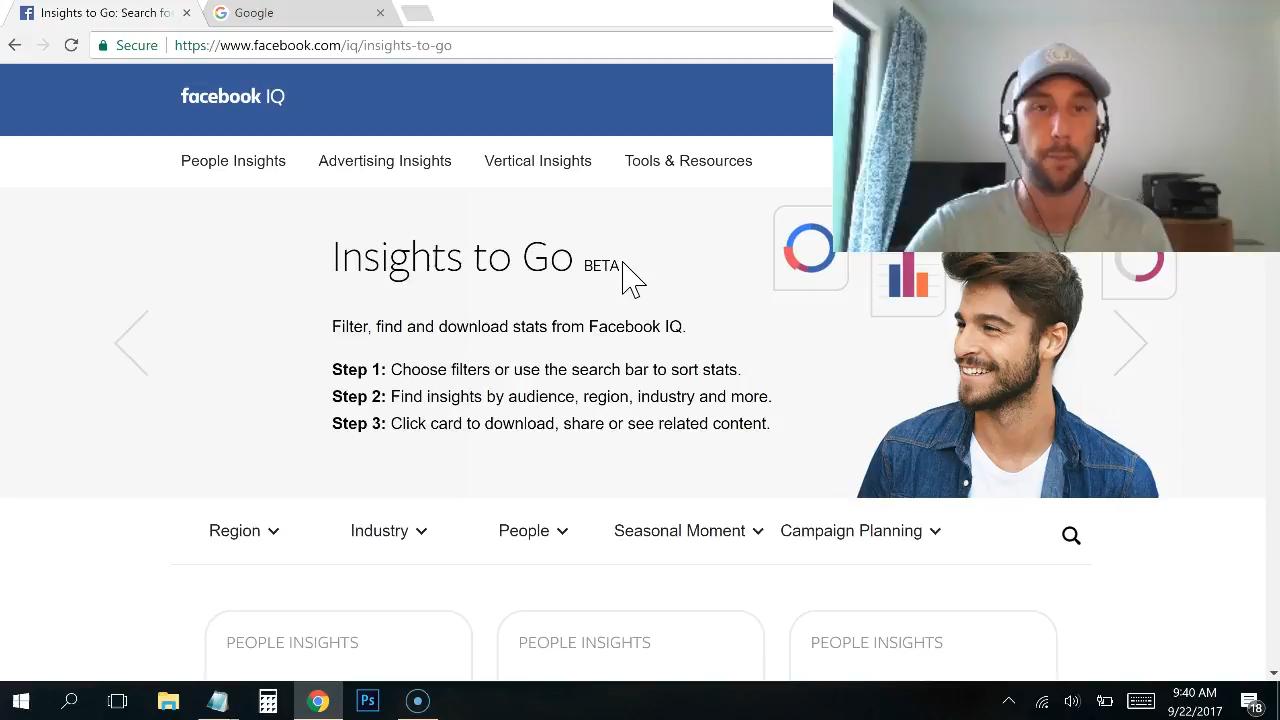 Insights to Go: Search fo
Google
Secure
https://www.facebook.com/iq/insights-to-go
facebook IQ
People Insights
Advertising Insights
Vertical Insights
Tools & Resources
Insights to Go BETA
Filter, find and download stats from Facebook IQ.
Step 1: Choose filters or use the search bar to sort stats.
Step 2: Find insights by audience, region, industry and more.
Step 3: Click card to download, share or see related content.
Region
Industry
People
Seasonal Moment
Campaign Planning
PEOPLE INSIGHTS
PEOPLE INSIGHTS
PEOPLE INSIGHTS
Ps
9:40 AM
9/22/2017
18